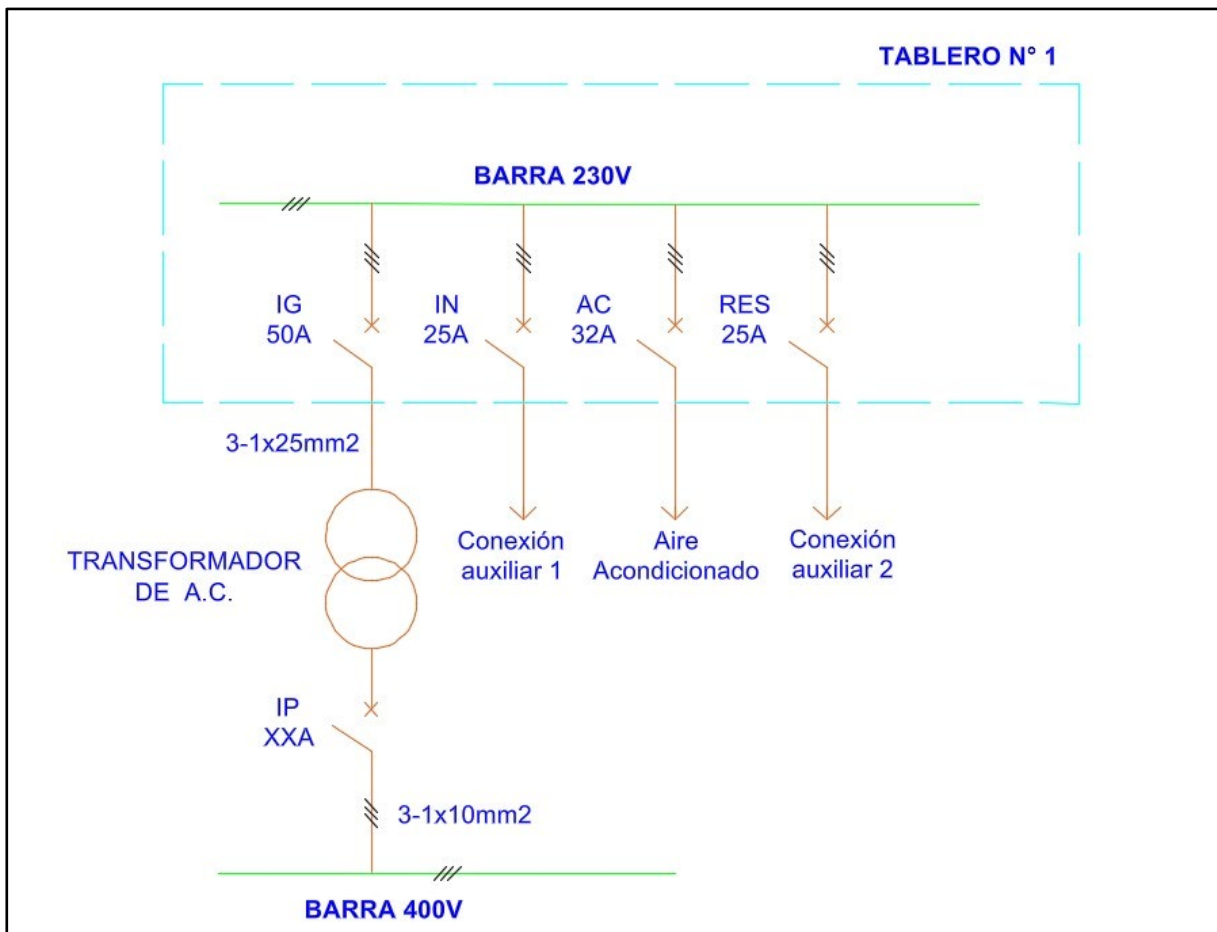 TABLERO N° 1
BARRA 230V
IG
50A
IN
25A
AC
32A
RES
25A
3-1x25mm2
TRANSFORMADOR
DE A.C.
Conexión
auxiliar 1
Aire
Acondicionado
Conexión
auxiliar 2
IP
XXA
3-1x10mm2
BARRA 400V